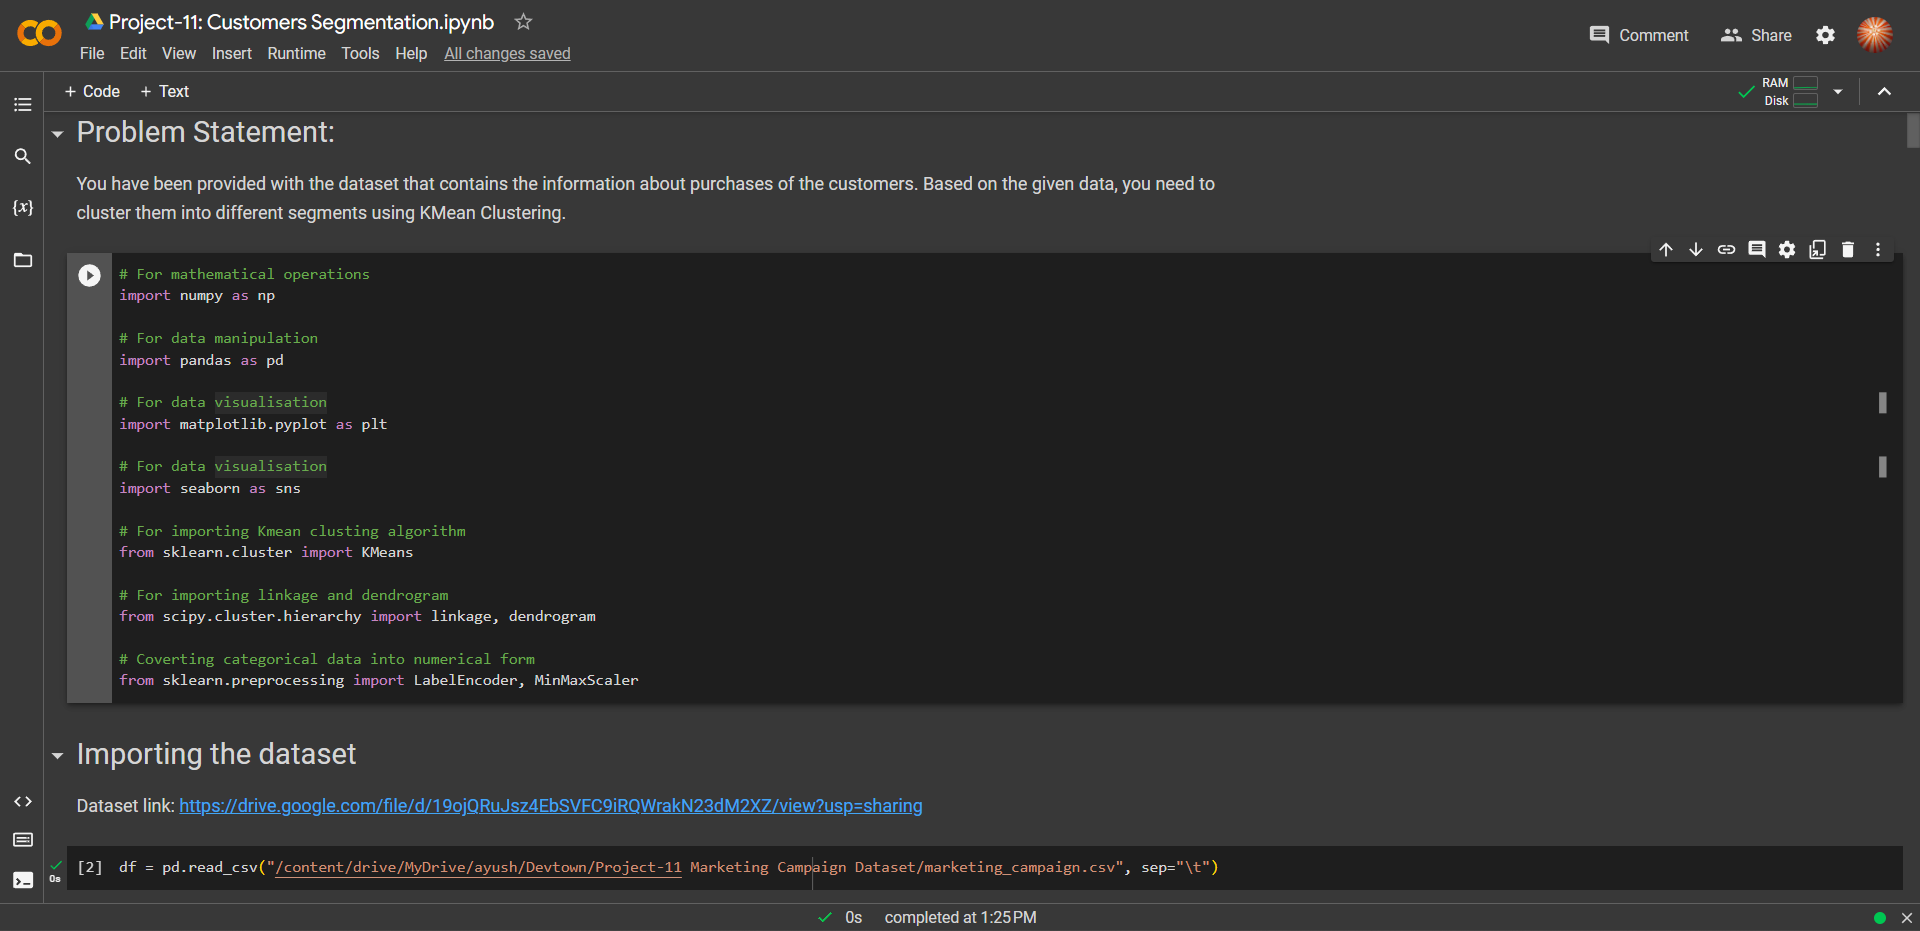 Project-11: Customers Segmentation.ipynb
File Edit View Insert Runtime Tools Help All changes saved
Comment Share
+ Code + Text
RAM
Disk
Problem Statement:
You have been provided with the dataset that contains the information about purchases of the customers. Based on the given data, you need to
cluster them into different segments using KMean Clustering.
# For mathematical operations
import numpy as np
# For data manipulation
import pandas as pd
# For data visualisation
import matplotlib.pyplot as plt
# For data visualisation
import seaborn as sns
# For importing Kmean clusting algorithm
from sklearn.cluster import KMeans
# For importing linkage and dendrogram
from scipy.cluster.hierarchy import linkage, dendrogram
# Coverting categorical data into numerical form
from sklearn.preprocessing import LabelEncoder, MinMaxScaler
Importing the dataset
Dataset link: https://drive.google.com/file/d/19ojQRuJsz4EbSVFC9iRQWrakN23dM2XZ/view?usp=sharing
[2] df = pd.read_csv("/content/drive/MyDrive/ayush/Devtown/Project-11 Marketing Campaign Dataset/marketing_campaign.csv", sep="\t")
0s
0s completed at 1:25 PM